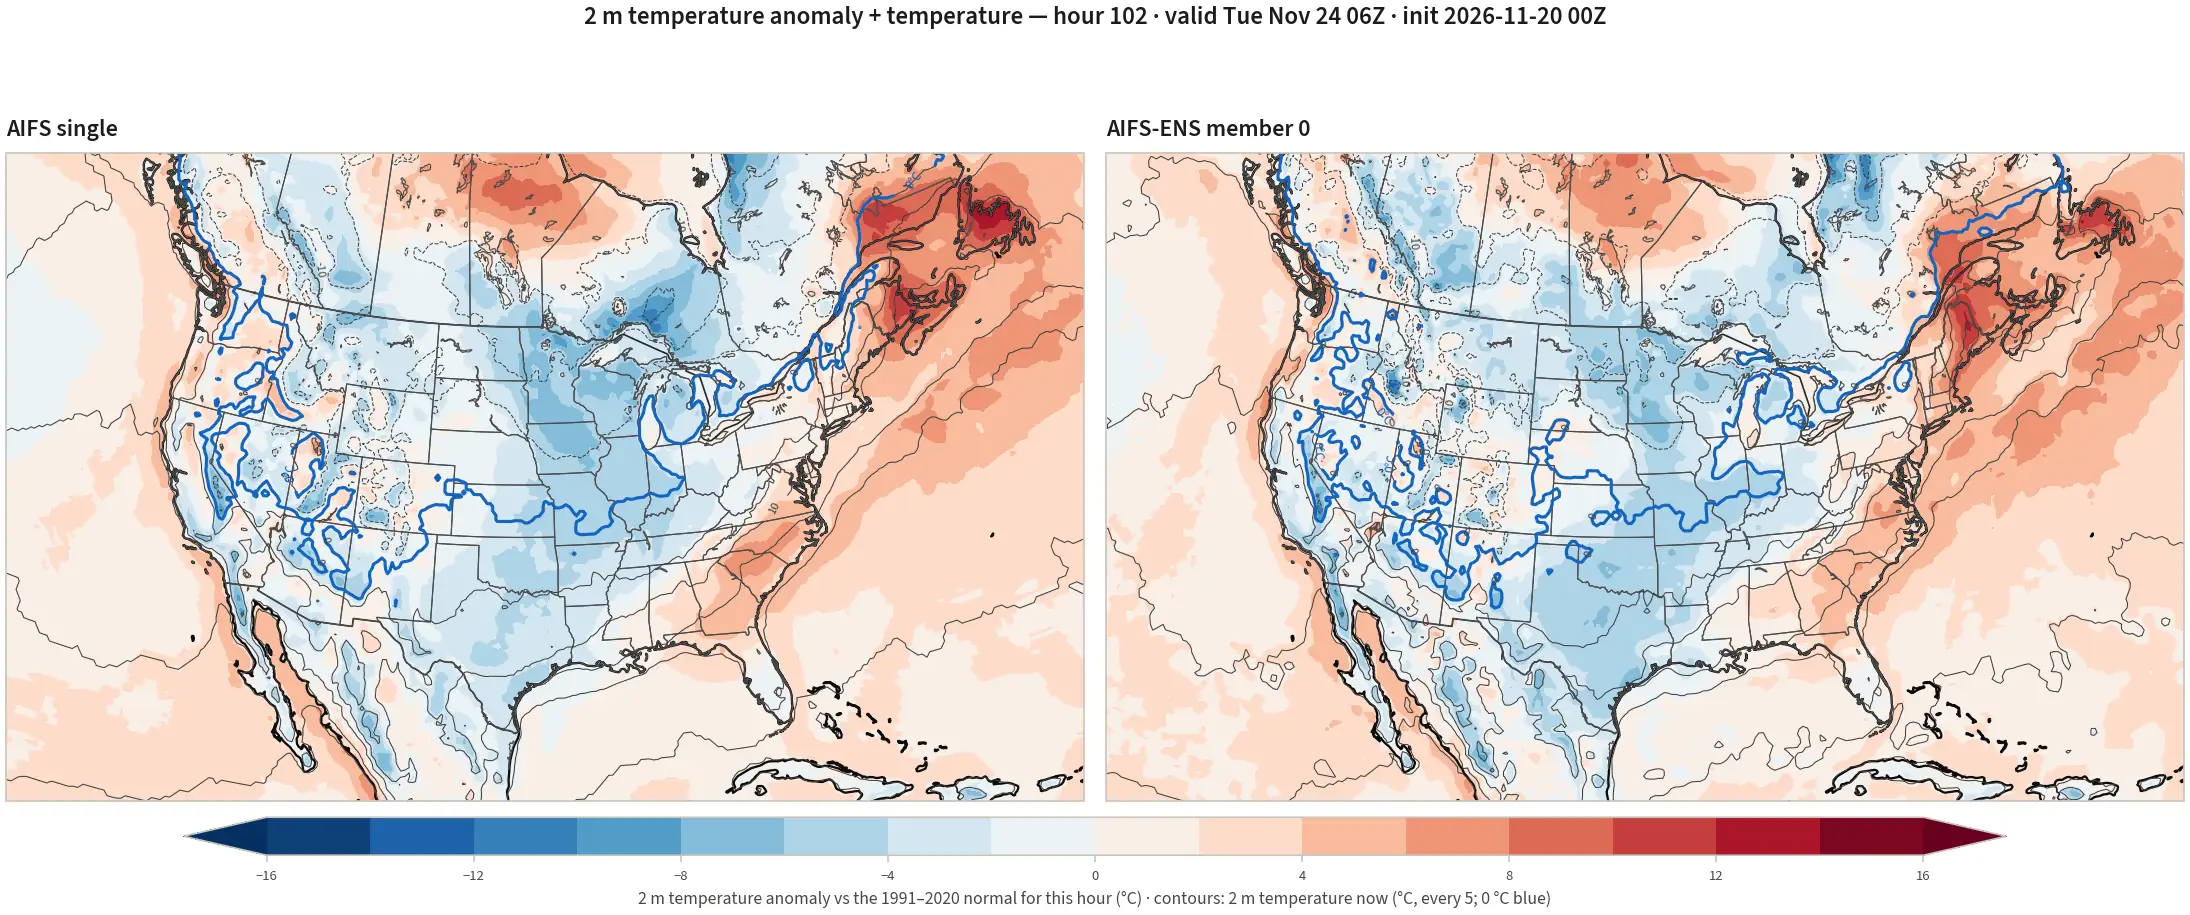 2 m temperature anomaly + temperature — hour 102 · valid Tue Nov 24 06Z · init 2026-11-20 00Z
AIFS single
AIFS-ENS member 0
10
−16 −12 −8 −4 0 4 8 12 16
2 m temperature anomaly vs the 1991–2020 normal for this hour (°C) · contours: 2 m temperature now (°C, every 5; 0 °C blue)